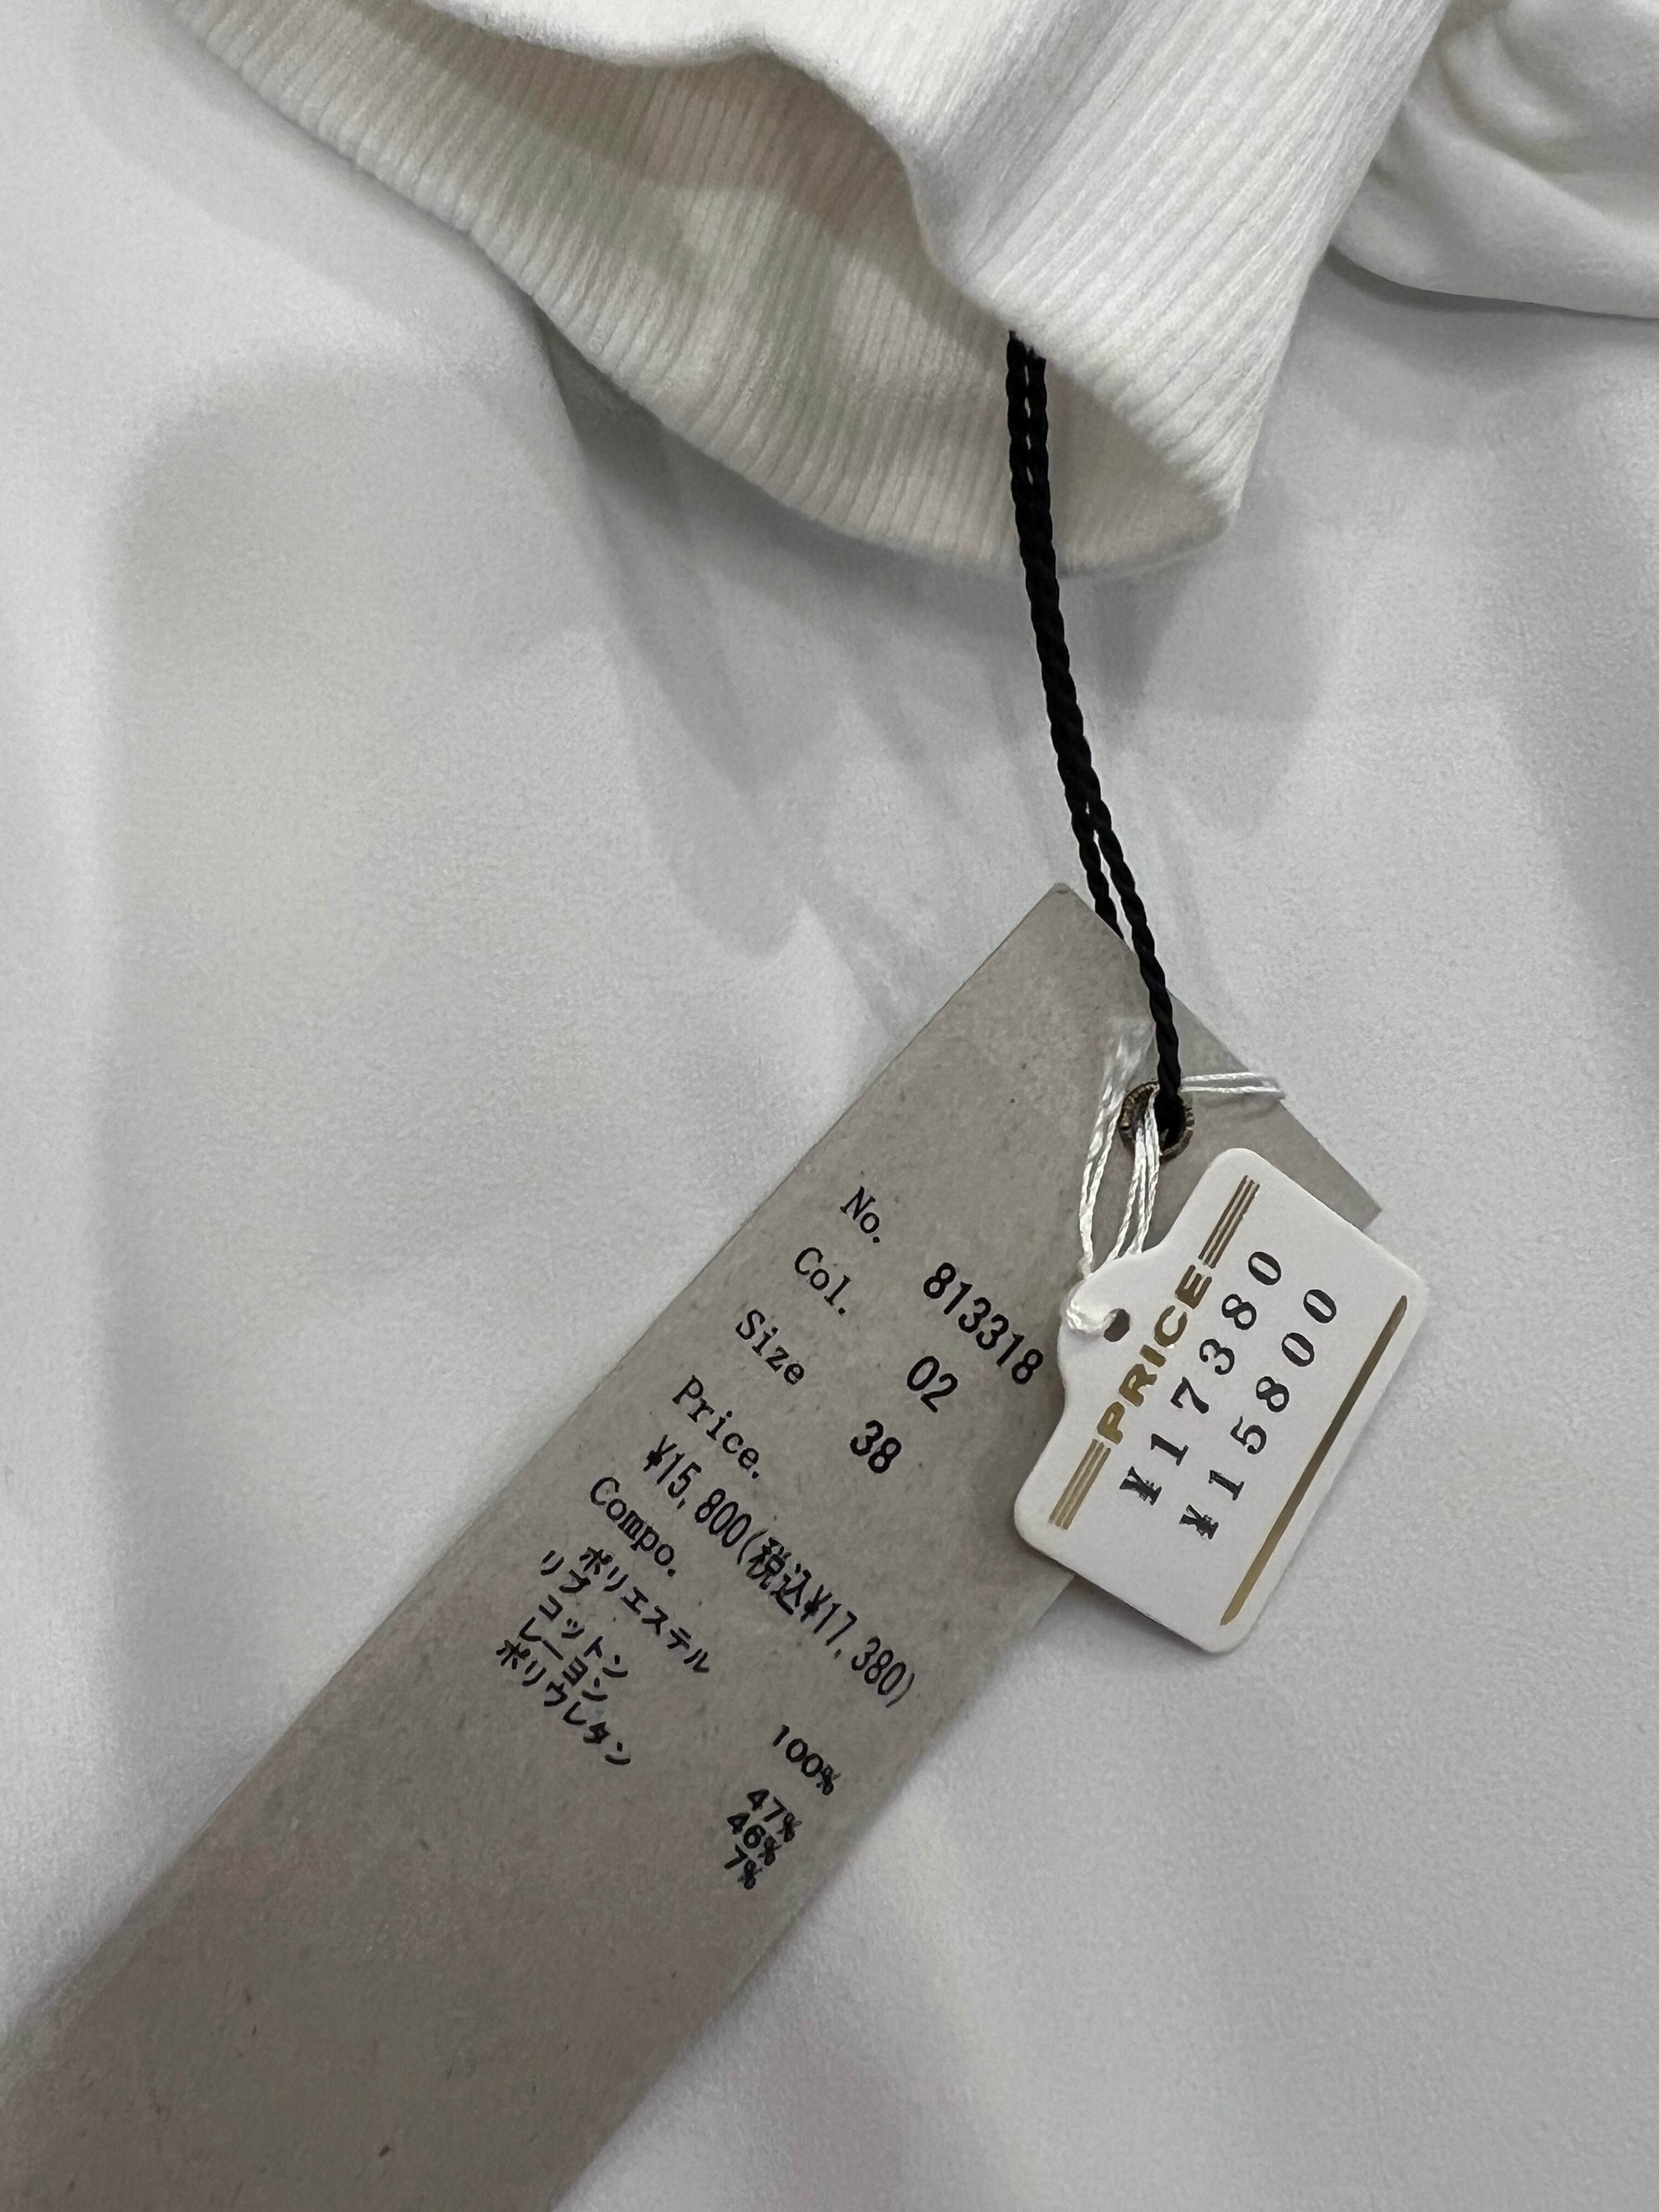 No. 813318
Col. 02
Size 38
Price.
¥15,800(税込¥17,380)
Compo.
ポリエステル 100%
リブ
コットン 47%
レーヨン 46%
ポリウレタン 7%
PRICE
¥17380
¥15800